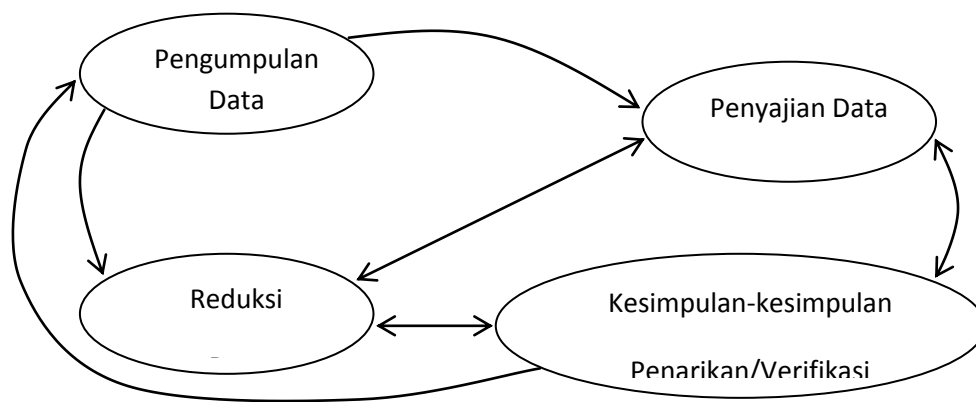 Pengumpulan
Data
Penyajian Data
Reduksi
Kesimpulan-kesimpulan
Penarikan/Verifikasi